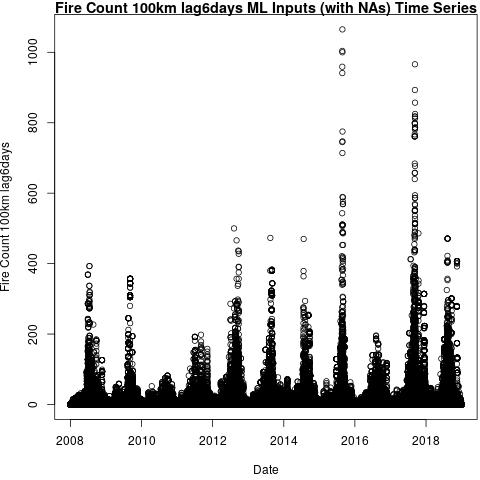 Fire Count 100km lag6days ML Inputs (with NAs) Time Series
Fire Count 100km lag6days
1000
800
600
400
200
0
2008 2010 2012 2014 2016 2018
Date